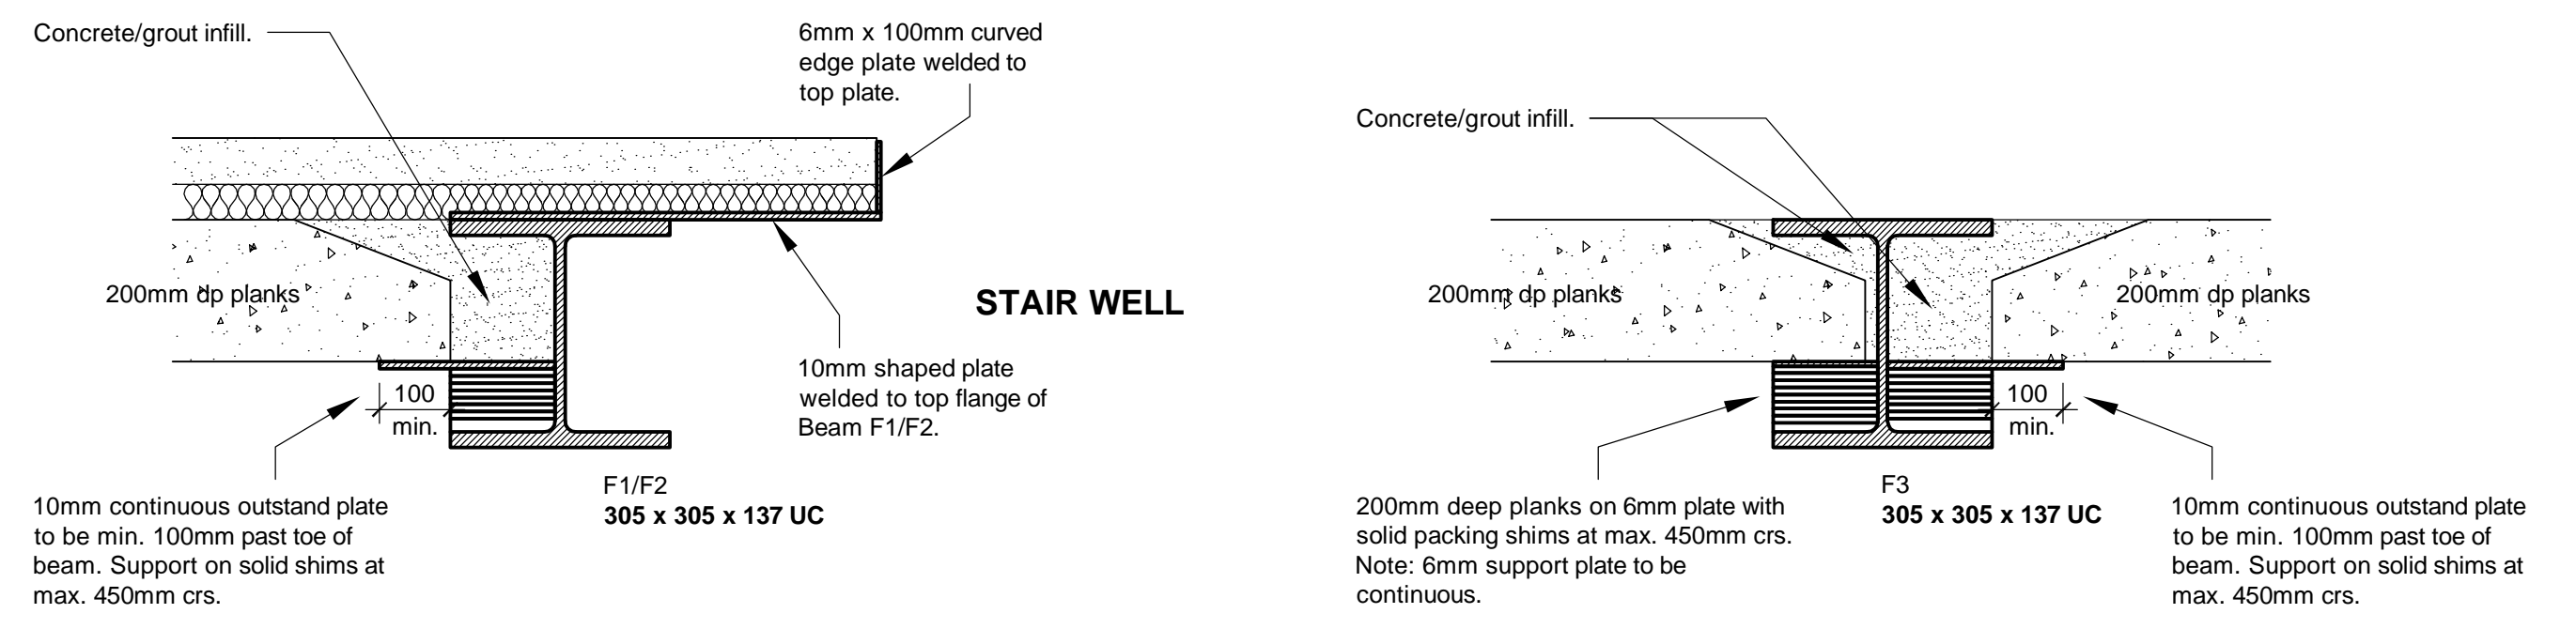 Concrete/grout infill.
6mm x 100mm curved
edge plate welded to
top plate.
200mm dp planks
STAIR WELL
100
min.
10mm shaped plate
welded to top flange of
Beam F1/F2.
10mm continuous outstand plate
to be min. 100mm past toe of
beam. Support on solid shims at
max. 450mm crs.
F1/F2
305 x 305 x 137 UC
Concrete/grout infill.
200mm dp planks
200mm dp planks
100
min.
200mm deep planks on 6mm plate with
solid packing shims at max. 450mm crs.
Note: 6mm support plate to be
continuous.
F3
305 x 305 x 137 UC
10mm continuous outstand plate
to be min. 100mm past toe of
beam. Support on solid shims at
max. 450mm crs.